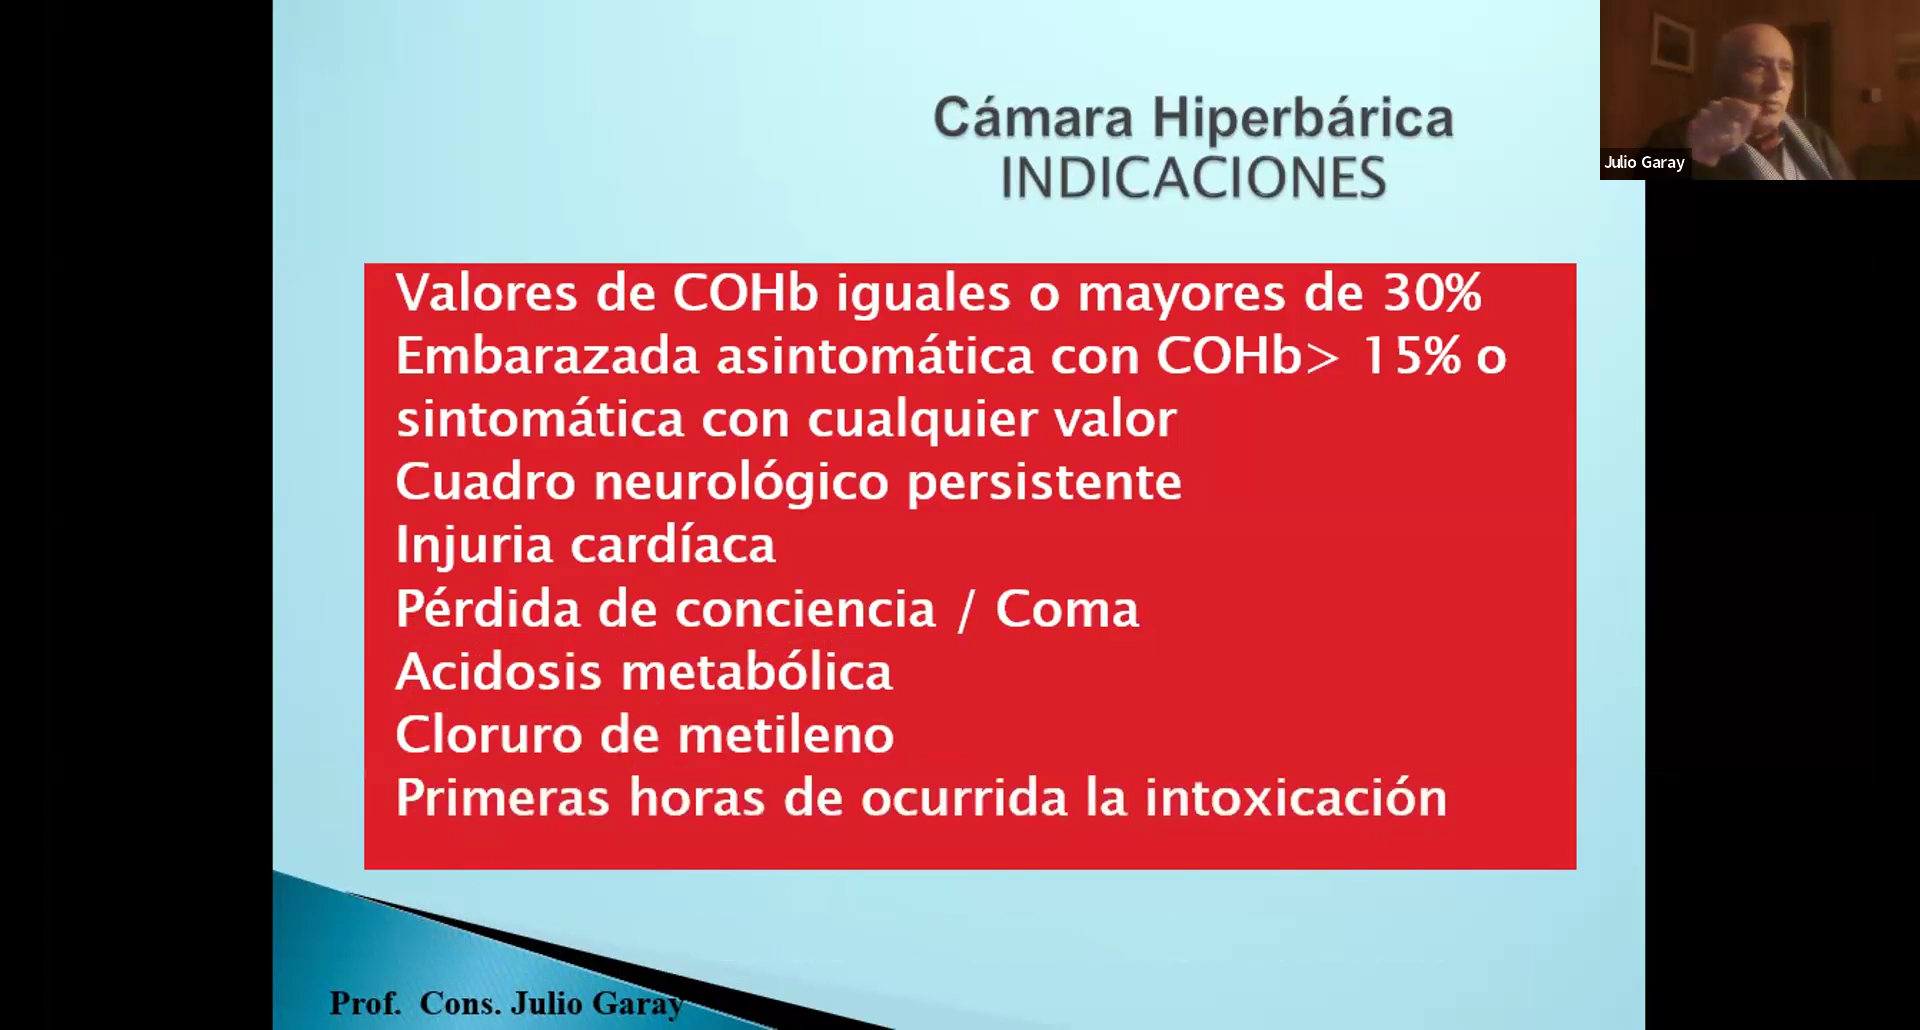 Cámara Hiperbárica
INDICACIONES
Julio Garay
Valores de COHb iguales o mayores de 30%
Embarazada asintomática con COHb> 15% o
sintomática con cualquier valor
Cuadro neurológico persistente
Injuria cardíaca
Pérdida de conciencia / Coma
Acidosis metabólica
Cloruro de metileno
Primeras horas de ocurrida la intoxicación
Prof. Cons. Julio Garay